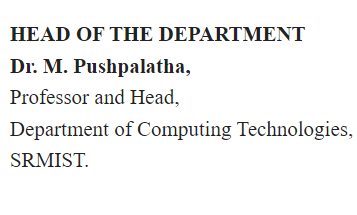 HEAD OF THE DEPARTMENT
Dr. M. Pushpalatha,
Professor and Head,
Department of Computing Technologies,
SRMIST.